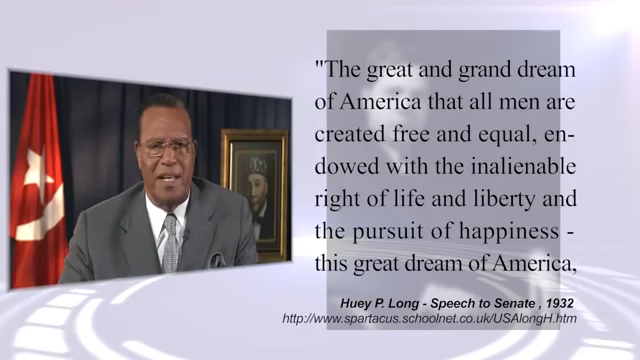 "The great and grand dream
of America that all men are
created free and equal, en-
dowed with the inalienable
right of life and liberty and
the pursuit of happiness -
this great dream of America,
Huey P. Long - Speech to Senate , 1932
http://www.spartacus.schoolnet.co.uk/USAlongH.htm